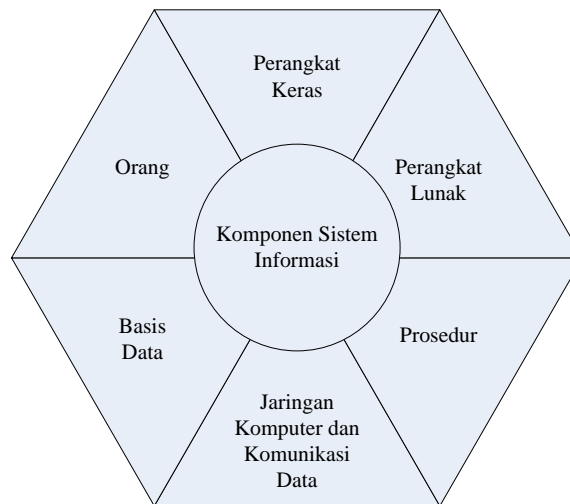 Perangkat
Keras
Perangkat
Lunak
Prosedur
Jaringan
Komputer dan
Komunikasi
Data
Basis
Data
Orang
Komponen Sistem
Informasi